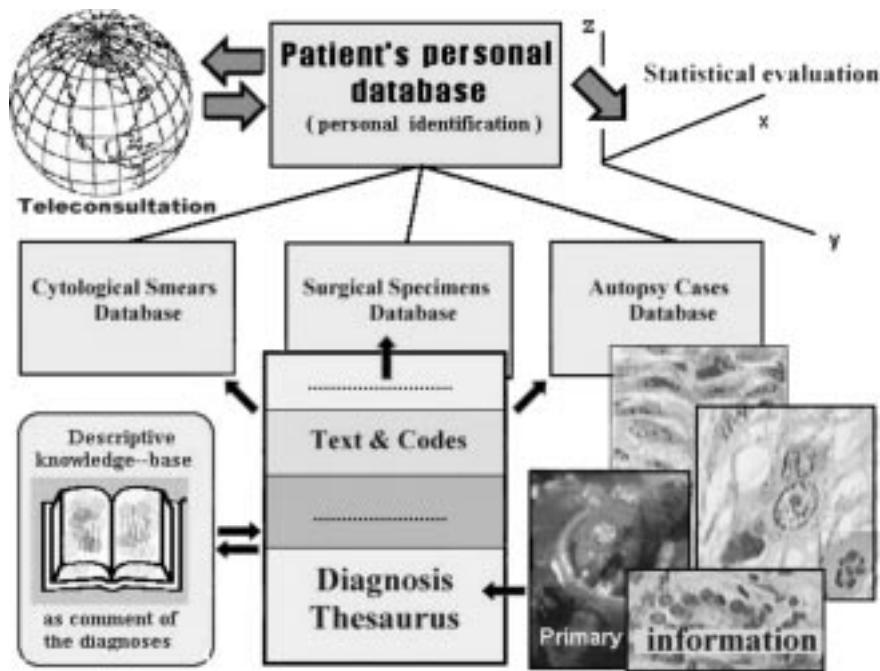 Patient's personal
database
( personal identification )
Teleconsultation
z
Statistical evaluation
x
y
Cytological Smears
Database
Surgical Specimens
Database
Autopsy Cases
Database
Descriptive
knowledge--base
as comment of
the diagnoses
........................
Text & Codes
........................
Diagnosis
Thesaurus
Primary information